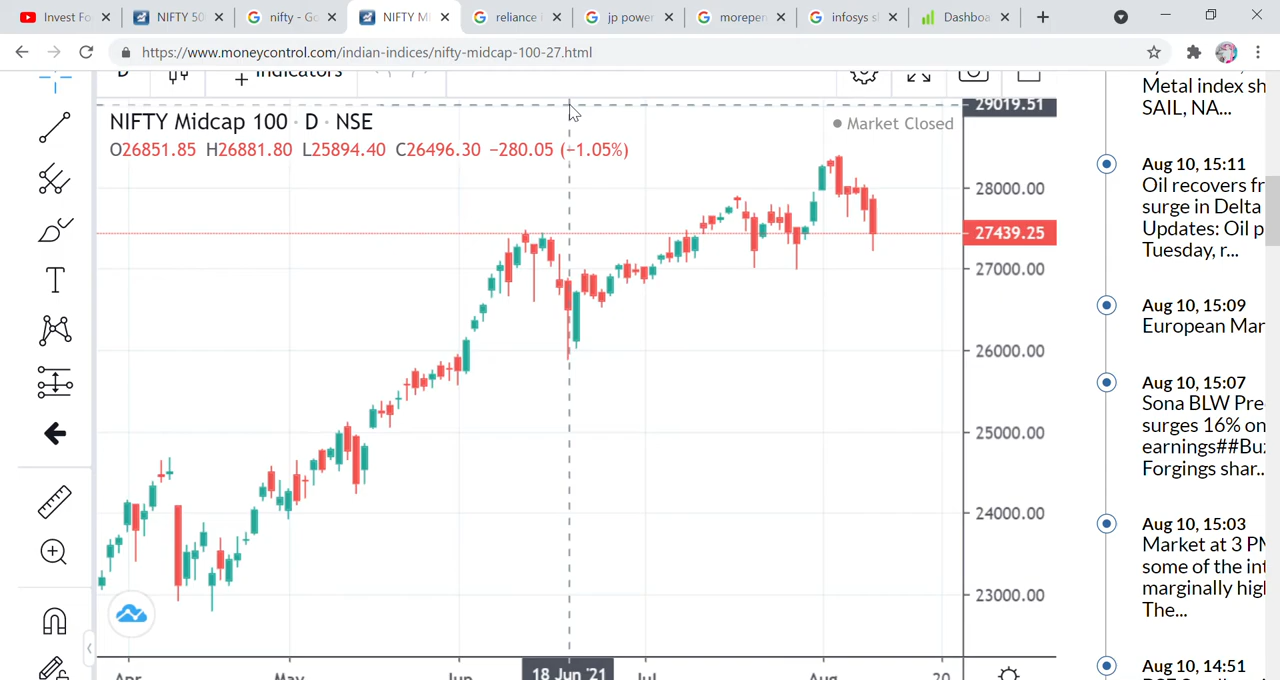 Invest Fo
NIFTY 50
nifty - Go
NIFTY M
reliance
jp power
moreper
infosys s
Dashboa
https://www.moneycontrol.com/indian-indices/nifty-midcap-100-27.html
D
Indicators
29019.51
NIFTY Midcap 100 · D · NSE
Market Closed
O26851.85 H26881.80 L25894.40 C26496.30 −280.05 (−1.05%)
28000.00
27439.25
27000.00
26000.00
25000.00
24000.00
23000.00
Apr
May
Jun
18 Jun '21
Jul
Aug
20
Metal index sh
SAIL, NA...
Aug 10, 15:11
Oil recovers fr
surge in Delta
Updates: Oil p
Tuesday, r...
Aug 10, 15:09
European Mar
Aug 10, 15:07
Sona BLW Pre
surges 16% on
earnings##Bu
Forgings shar...
Aug 10, 15:03
Market at 3 PM
some of the in
marginally high
The...
Aug 10, 14:51